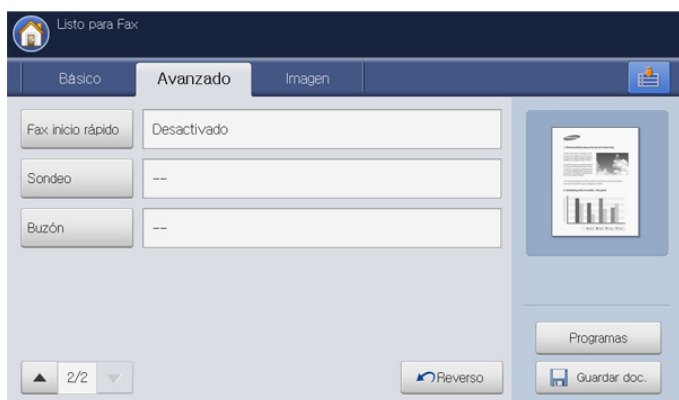 Listo para Fax
Básico
Avanzado
Imagen
Fax inicio rápido
Desactivado
Sondeo
--
Buzón
--
2/2
Reverso
Programas
Guardar doc.